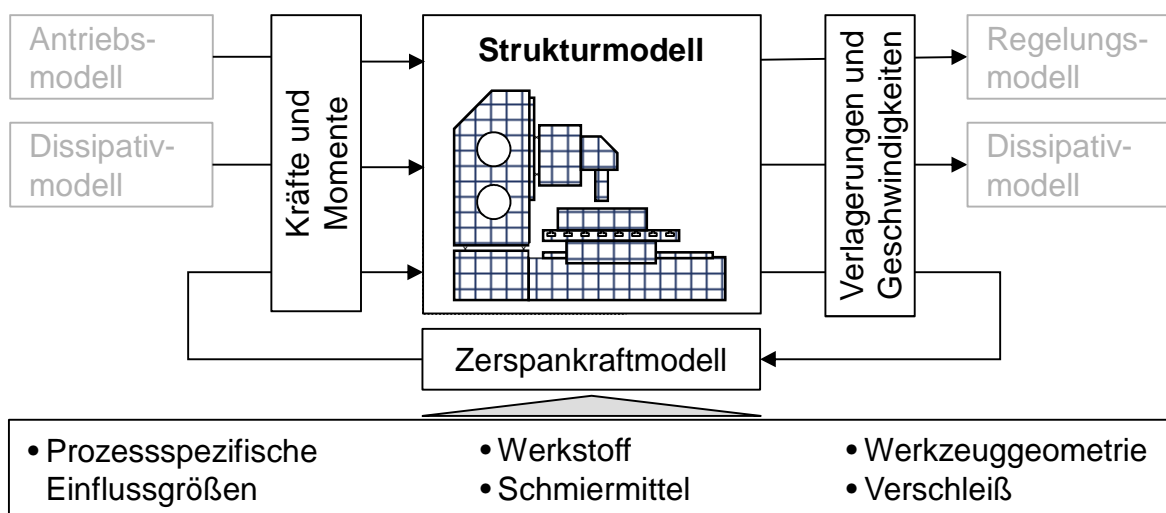 Antriebs-
modell
Dissipativ-
modell
Kräfte und
Momente
Strukturmodell
Verlagerungen und
Geschwindigkeiten
Regelungs-
modell
Dissipativ-
modell
Zerspankraftmodell
• Prozessspezifische
Einflussgrößen
• Werkstoff
• Schmiermittel
• Werkzeuggeometrie
• Verschleiß